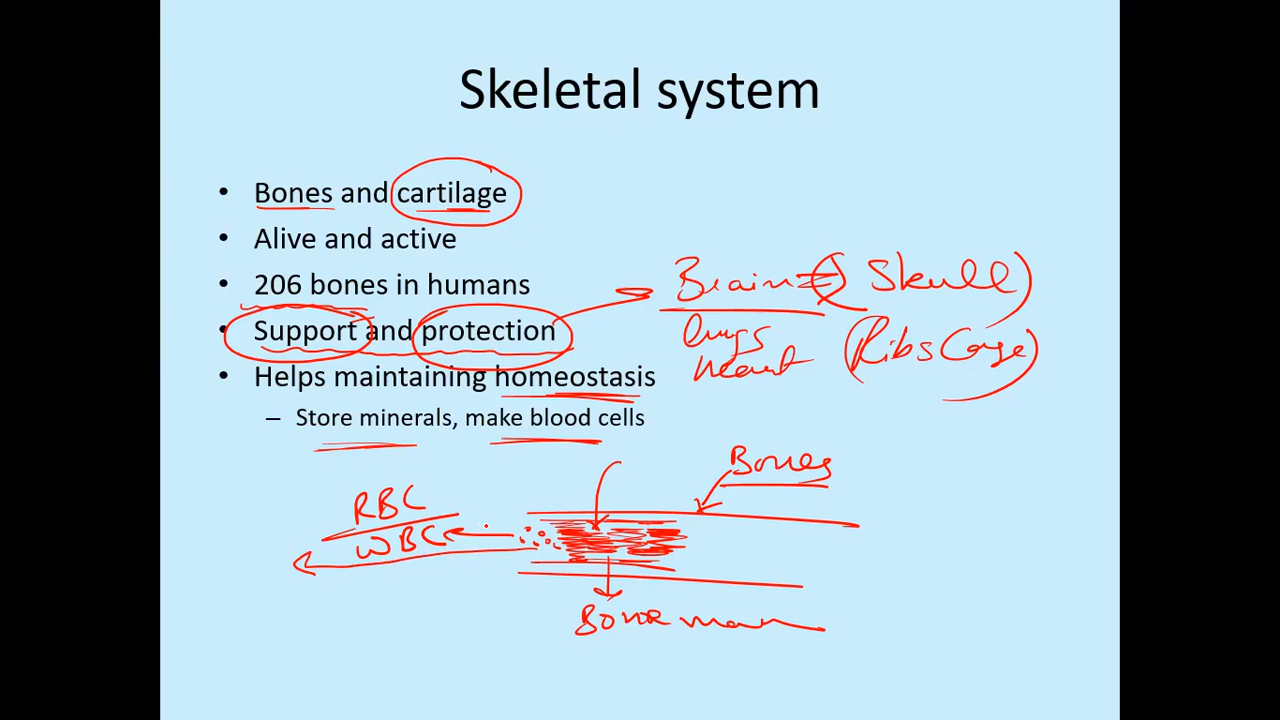 Skeletal system
• Bones and cartilage
• Alive and active
• 206 bones in humans
• Support and protection
• Helps maintaining homeostasis
– Store minerals, make blood cells
Brain Skull
Lungs
Heart (Ribs Cage)
Bones
RBC
WBC
Bone